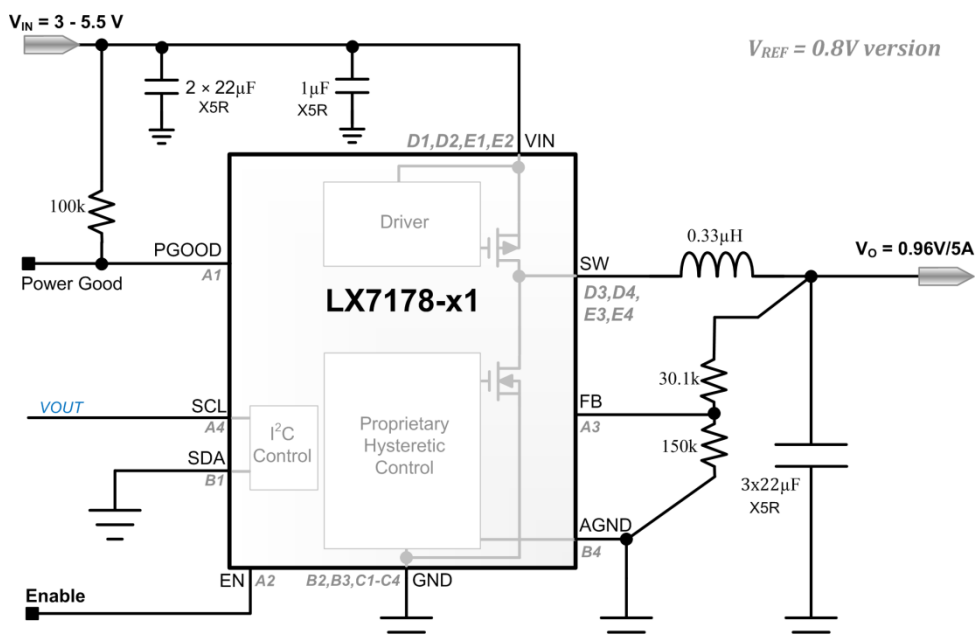 V_IN = 3 - 5.5 V
V_REF = 0.8V version
2 × 22µF
X5R
1µF
X5R
D1,D2,E1,E2
VIN
100k
Driver
PGOOD
A1
Power Good
LX7178-x1
SW
D3,D4,
E3,E4
0.33µH
V_O = 0.96V/5A
30.1k
FB
A3
150k
VOUT
SCL
A4
I²C
Control
SDA
B1
Proprietary
Hysteretic
Control
3x22µF
X5R
AGND
B4
EN
A2
B2,B3,C1-C4
GND
Enable